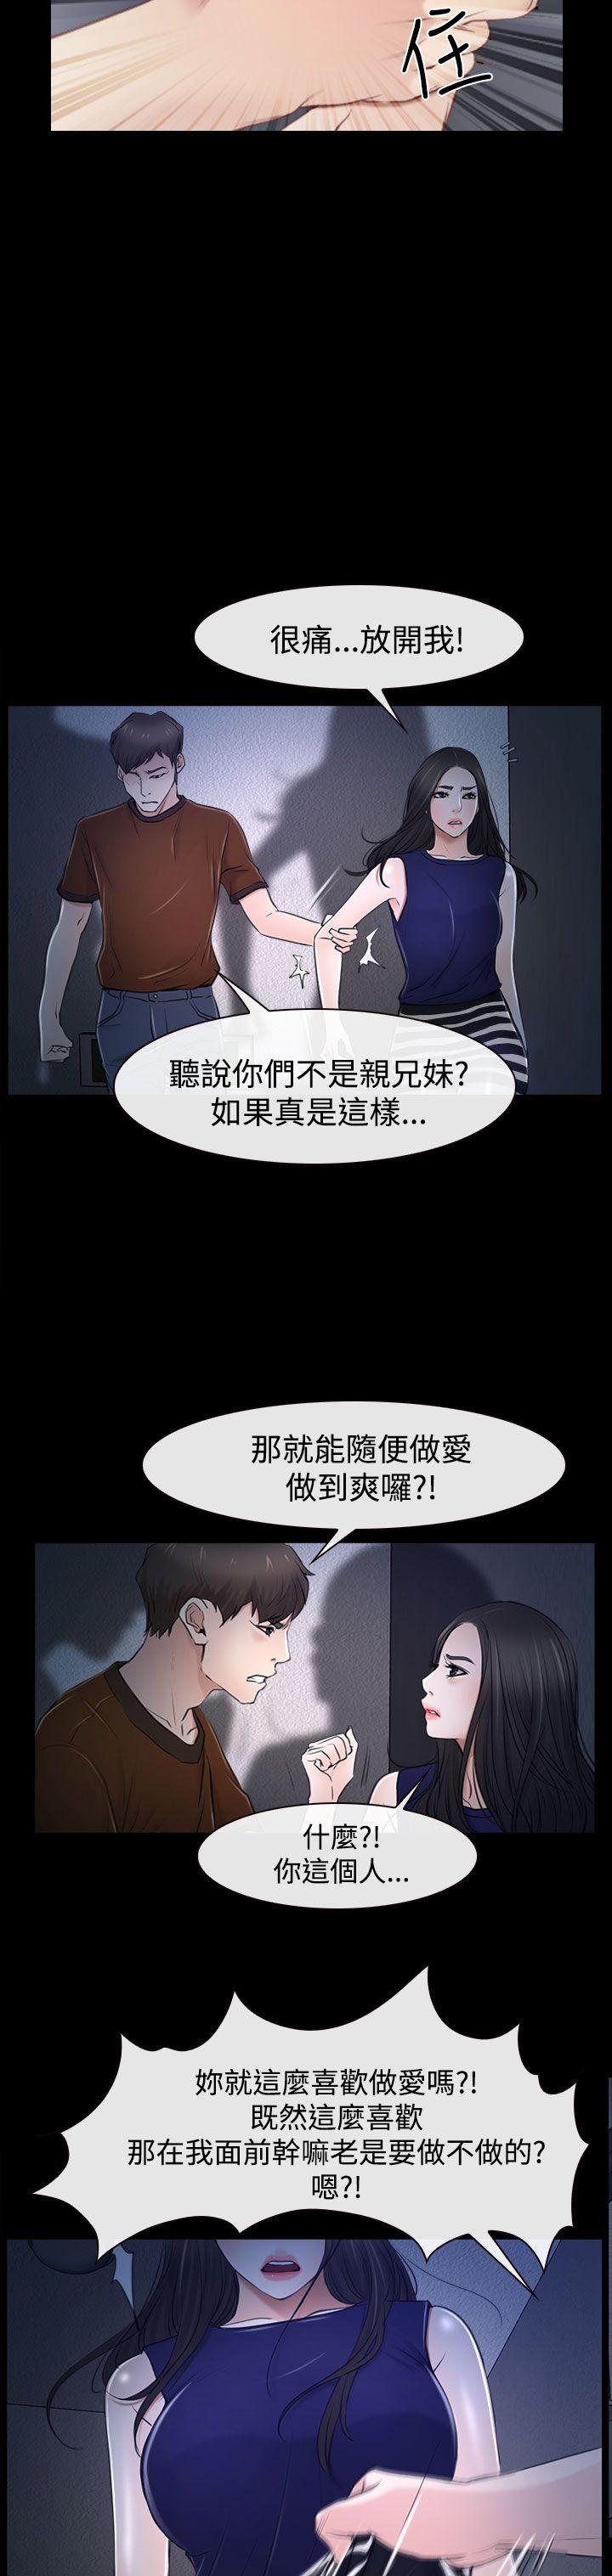 住
很痛...放開我!
聽說你們不是親兄妹?
如果真是這樣...
那就能隨便做愛
做到爽囉?!
什麼?!
你這個人...
妳就這麼喜歡做愛嗎?!
既然這麼喜歡
那在我面前幹嘛老是要做不做的?
嗯?!